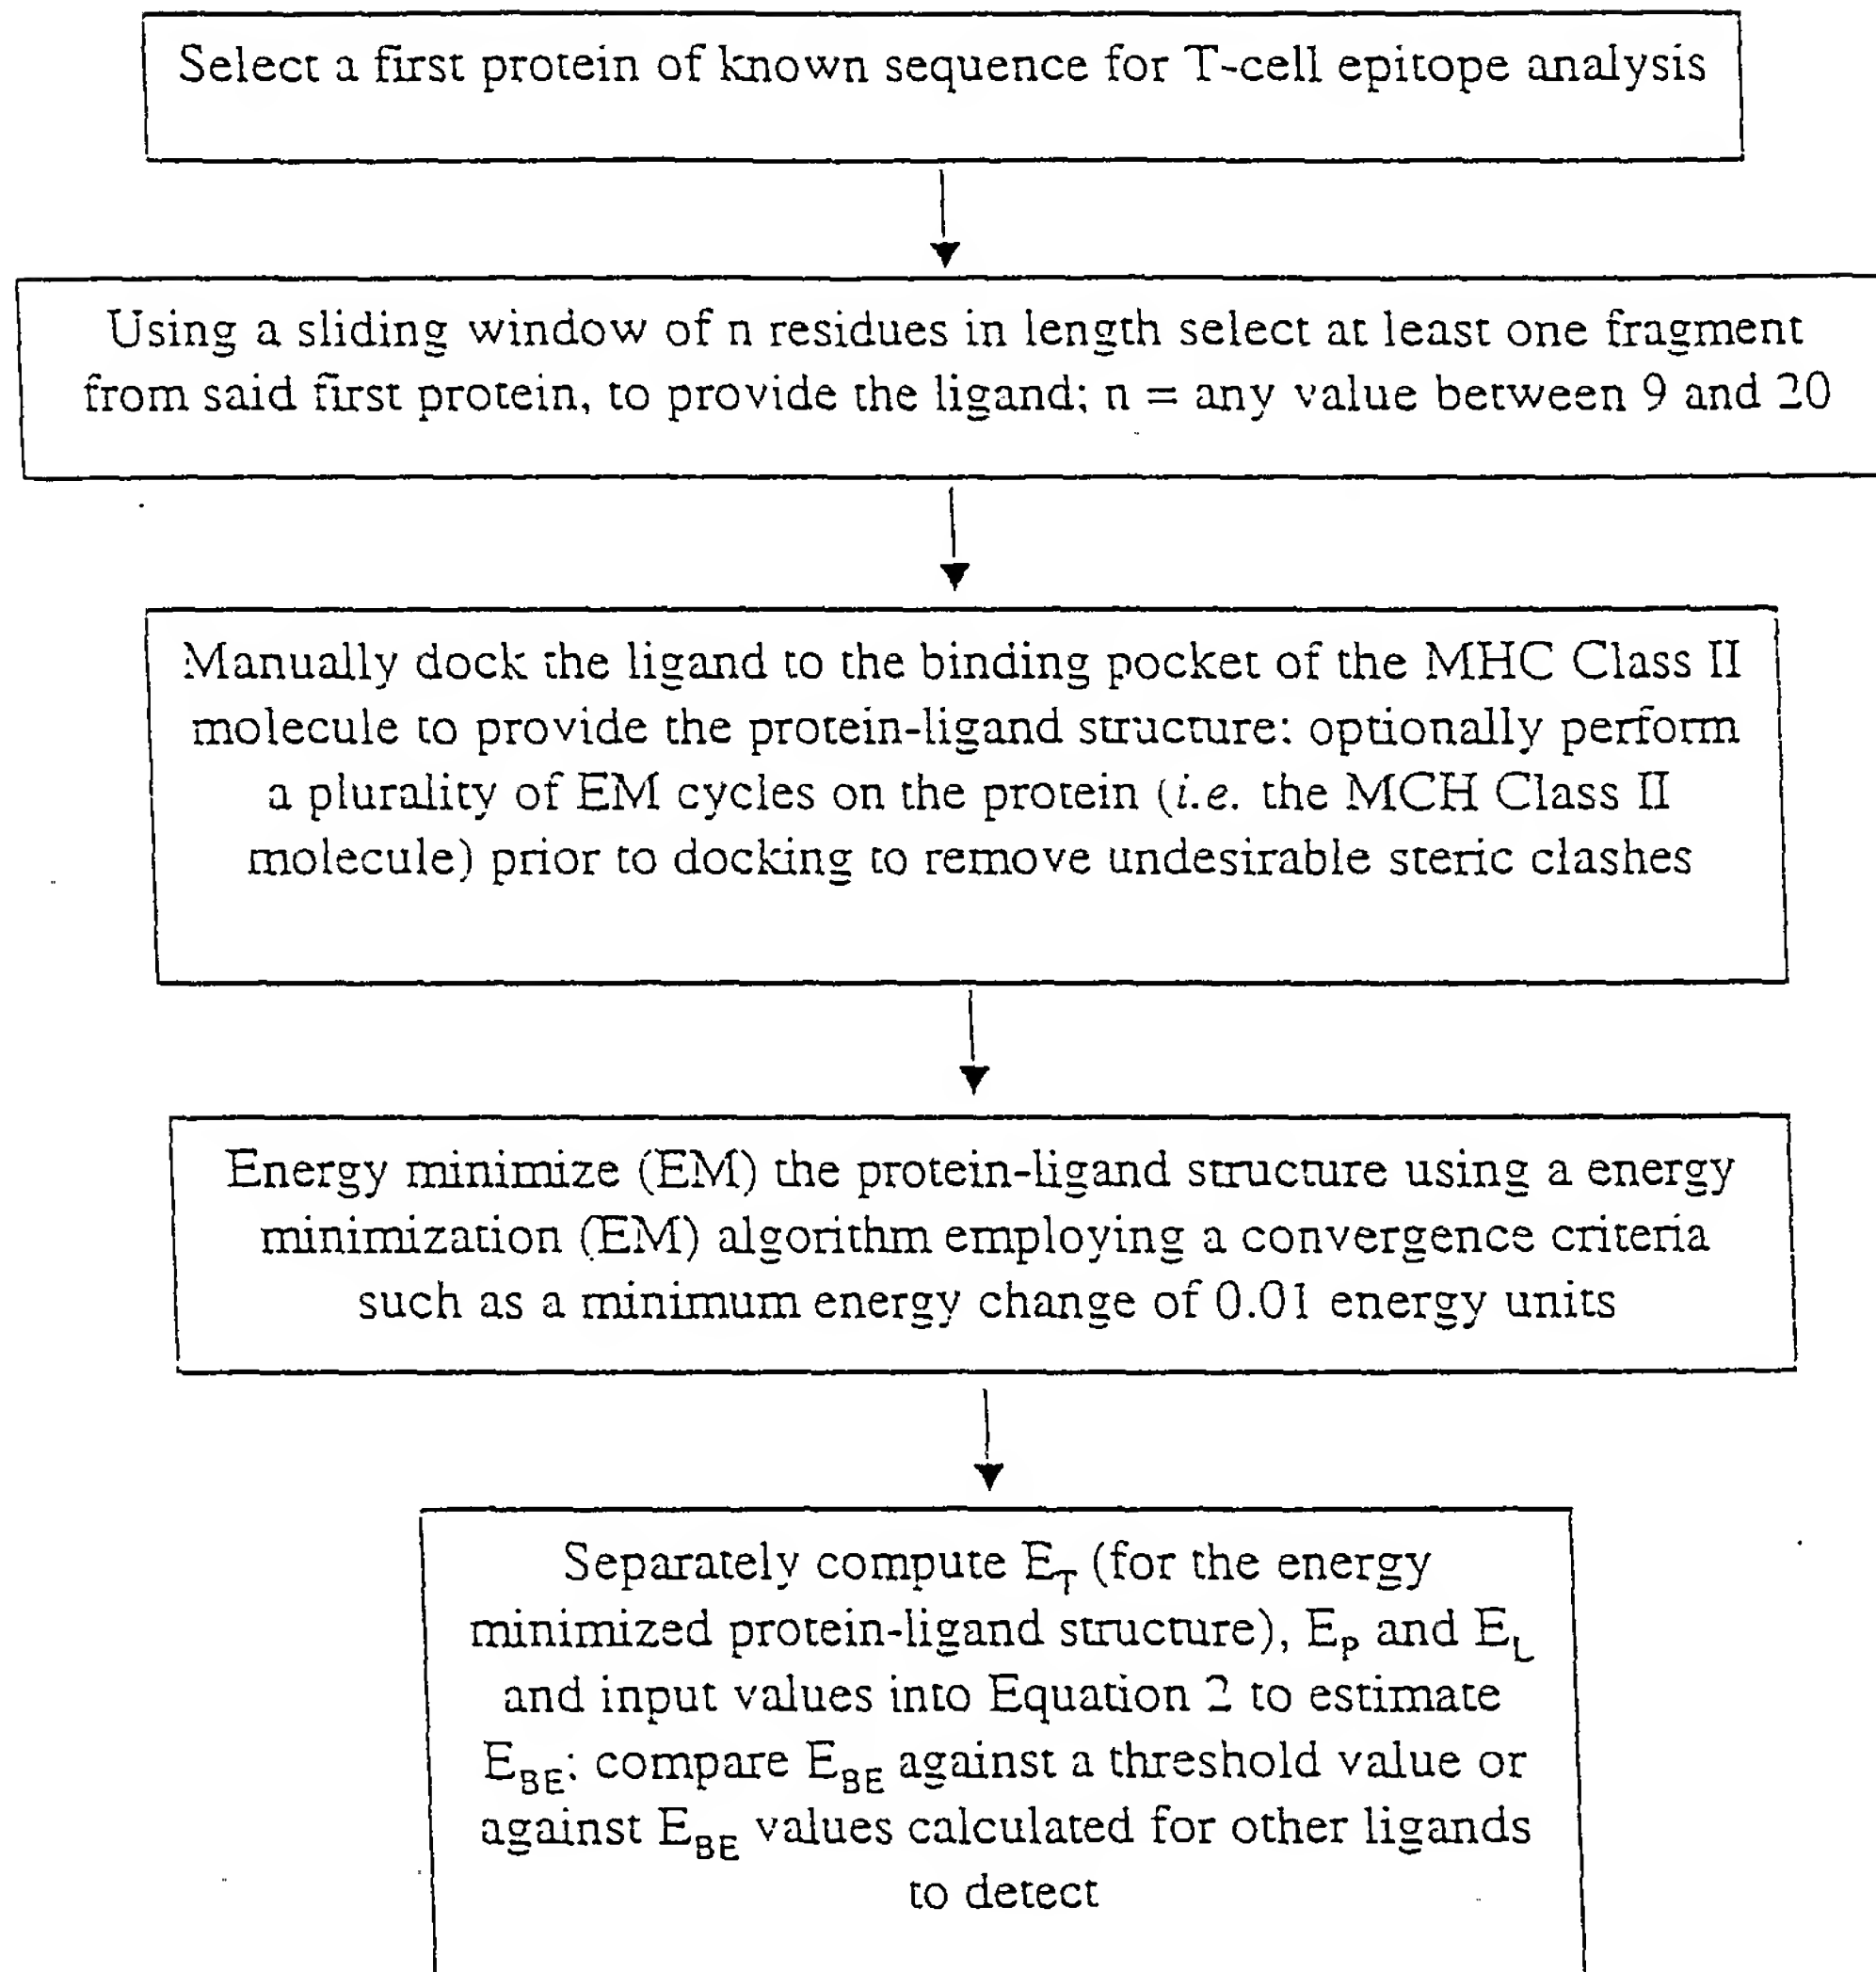 Select a first protein of known sequence for T-cell epitope analysis
Using a sliding window of n residues in length select at least one fragment
from said first protein, to provide the ligand; n = any value between 9 and 20
Manually dock the ligand to the binding pocket of the MHC Class II
molecule to provide the protein-ligand structure: optionally perform
a plurality of EM cycles on the protein (i.e. the MCH Class II
molecule) prior to docking to remove undesirable steric clashes
Energy minimize (EM) the protein-ligand structure using a energy
minimization (EM) algorithm employing a convergence criteria
such as a minimum energy change of 0.01 energy units
Separately compute E_T (for the energy
minimized protein-ligand structure), E_P and E_L
and input values into Equation 2 to estimate
E_BE: compare E_BE against a threshold value or
against E_BE values calculated for other ligands
to detect